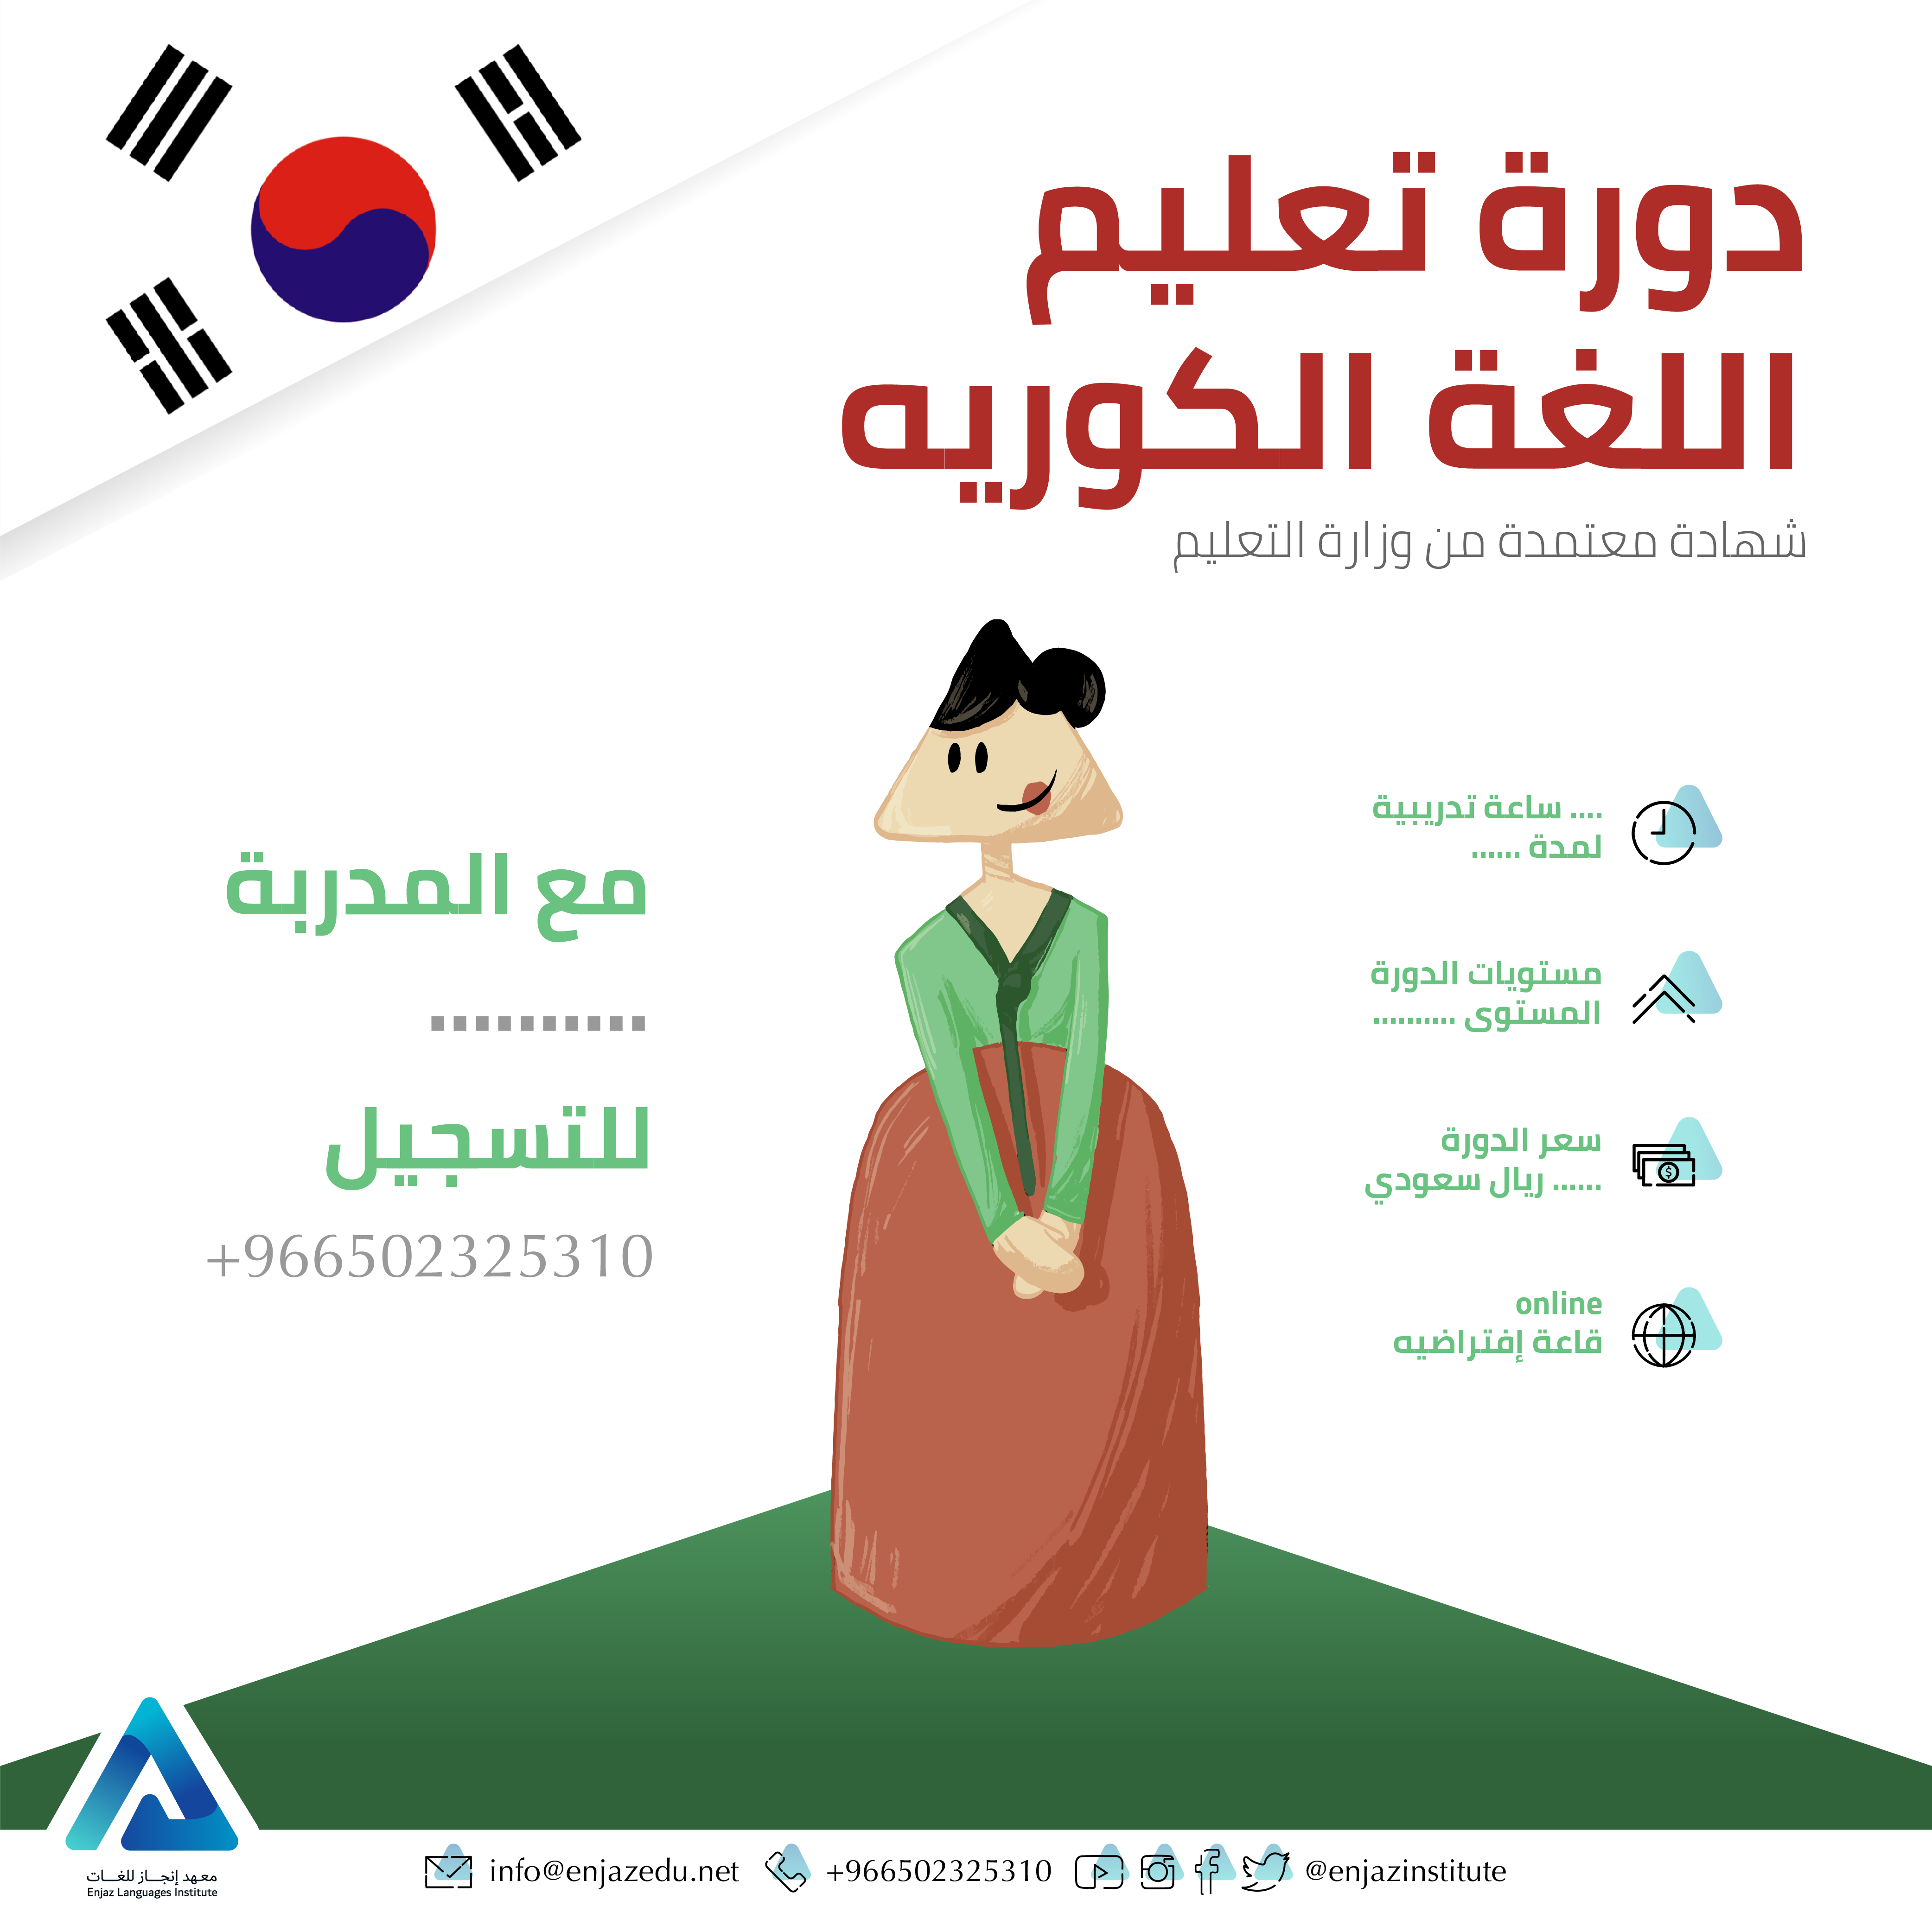 دورة تعليم
اللغة الكوريه
شهادة معتمدة من وزارة التعليم
.... ساعة تدريبية
لمدة ......
مستويات الدورة
المستوى ..........
سعر الدورة
...... ريال سعودي
online
قاعة إفتراضيه
مع المدربة
..........
للتسجيل
+966502325310
معهد إنجاز للغات
Enjaz Languages Institute
info@enjazedu.net
+966502325310
@enjazinstitute